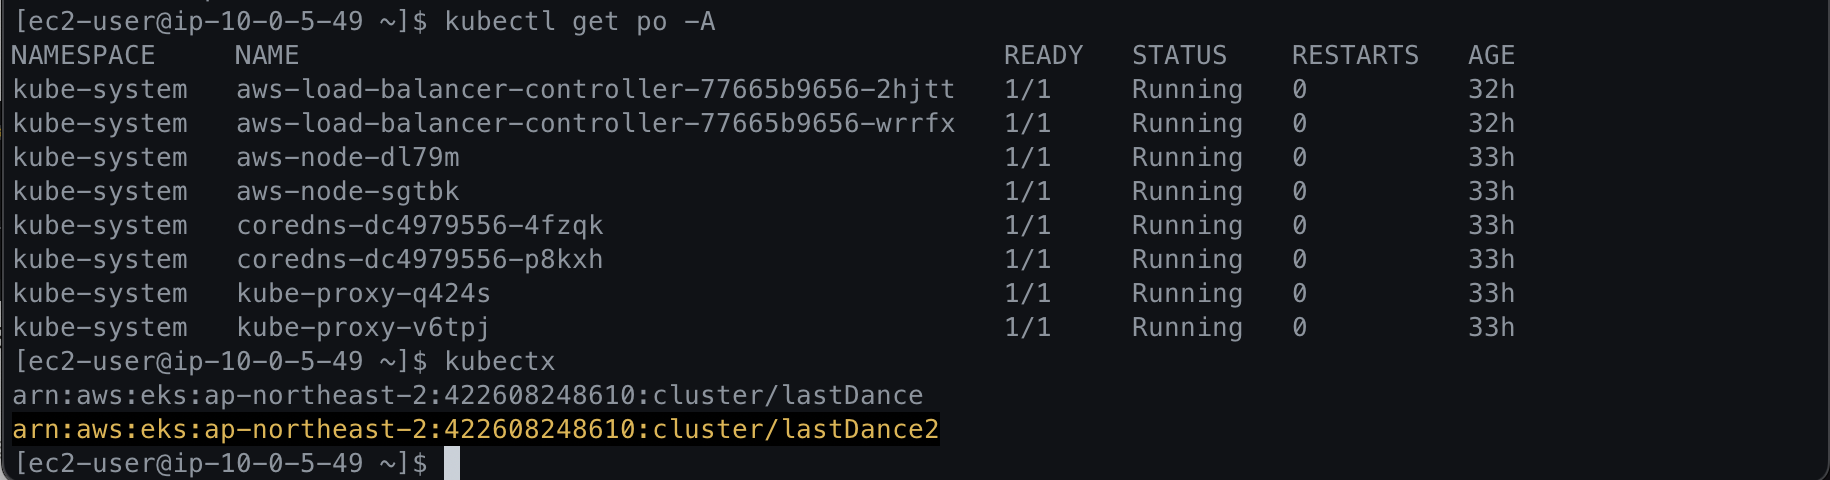 [ec2-user@ip-10-0-5-49 ~]$ kubectl get po -A
NAMESPACE     NAME                                            READY   STATUS    RESTARTS   AGE
kube-system   aws-load-balancer-controller-77665b9656-2hjtt   1/1     Running   0          32h
kube-system   aws-load-balancer-controller-77665b9656-wrrfx   1/1     Running   0          32h
kube-system   aws-node-dl79m                                  1/1     Running   0          33h
kube-system   aws-node-sgtbk                                  1/1     Running   0          33h
kube-system   coredns-dc4979556-4fzqk                         1/1     Running   0          33h
kube-system   coredns-dc4979556-p8kxh                         1/1     Running   0          33h
kube-system   kube-proxy-q424s                                1/1     Running   0          33h
kube-system   kube-proxy-v6tpj                                1/1     Running   0          33h
[ec2-user@ip-10-0-5-49 ~]$ kubectx
arn:aws:eks:ap-northeast-2:422608248610:cluster/lastDance
arn:aws:eks:ap-northeast-2:422608248610:cluster/lastDance2
[ec2-user@ip-10-0-5-49 ~]$